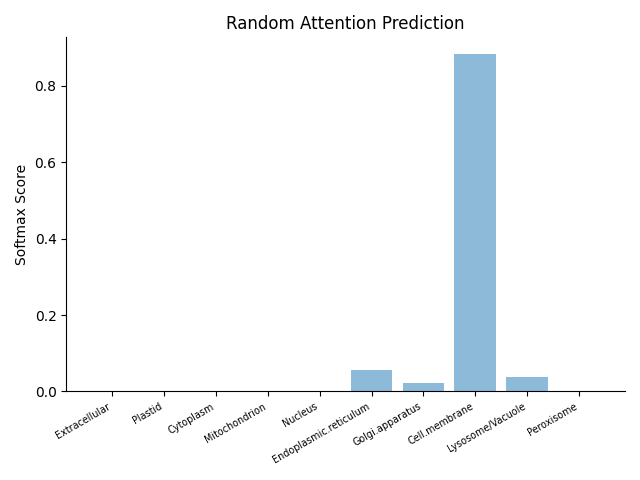 Random Attention Prediction
Softmax Score
0.8
0.6
0.4
0.2
0.0
Extracellular
Plastid
Cytoplasm
Mitochondrion
Nucleus
Endoplasmic.reticulum
Golgi.apparatus
Cell.membrane
Lysosome/Vacuole
Peroxisome